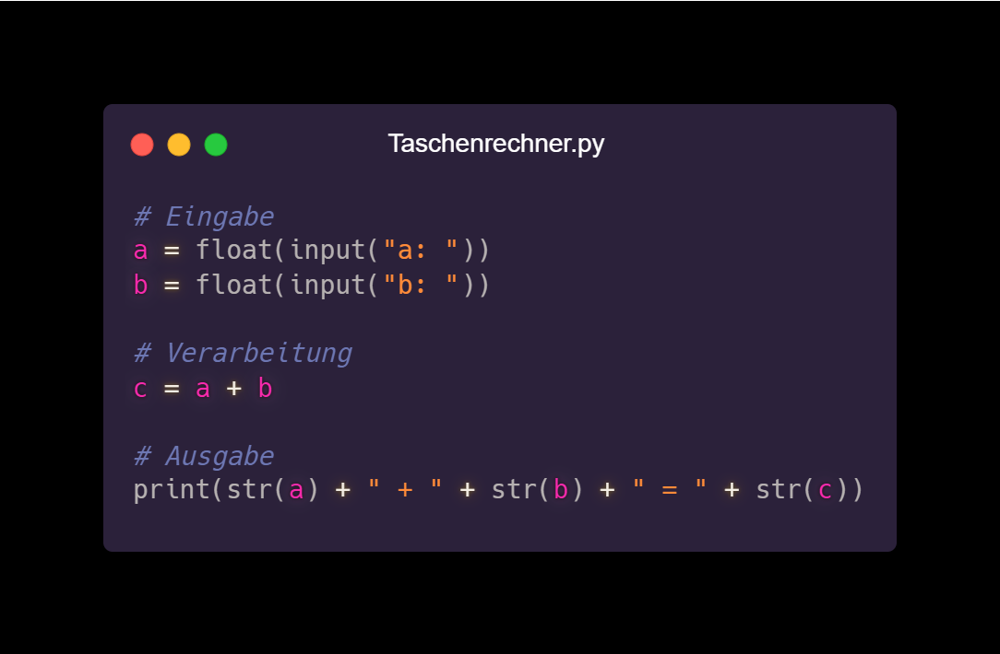 Taschenrechner.py
# Eingabe
a = float(input("a: "))
b = float(input("b: "))
# Verarbeitung
c = a + b
# Ausgabe
print(str(a) + " + " + str(b) + " = " + str(c))